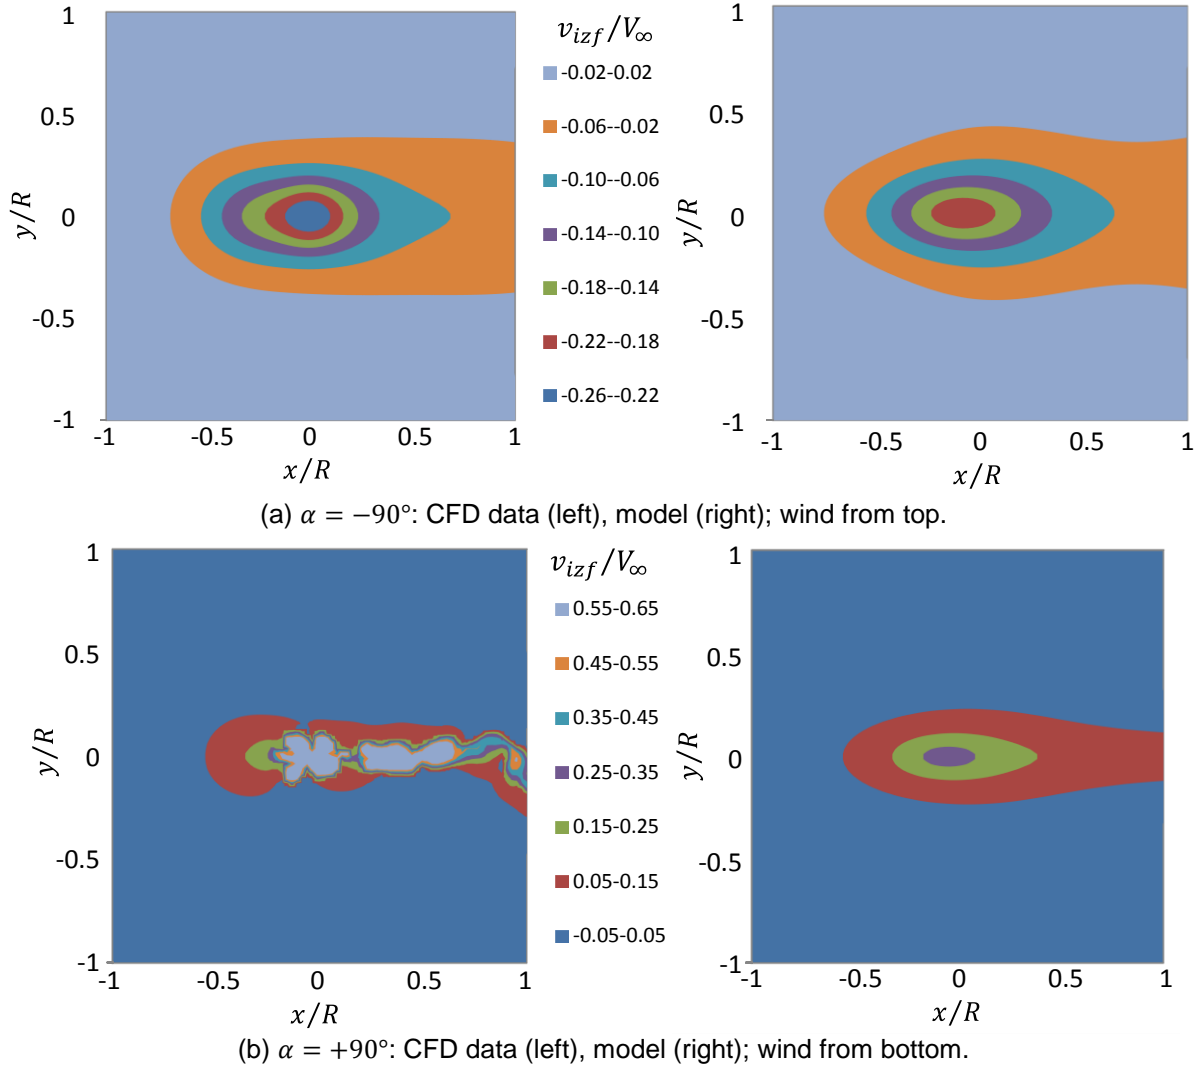 1
0.5
0
-0.5
-1
y/R
-1 -0.5 0 0.5 1
x/R
v_{izf}/V_∞
-0.02-0.02
-0.06--0.02
-0.10--0.06
-0.14--0.10
-0.18--0.14
-0.22--0.18
-0.26--0.22
1
0.5
0
-0.5
-1
y/R
-1 -0.5 0 0.5 1
x/R
(a) α = −90°: CFD data (left), model (right); wind from top.
1
0.5
0
-0.5
-1
y/R
-1 -0.5 0 0.5 1
x/R
v_{izf}/V_∞
0.55-0.65
0.45-0.55
0.35-0.45
0.25-0.35
0.15-0.25
0.05-0.15
-0.05-0.05
1
0.5
0
-0.5
-1
y/R
-1 -0.5 0 0.5 1
x/R
(b) α = +90°: CFD data (left), model (right); wind from bottom.